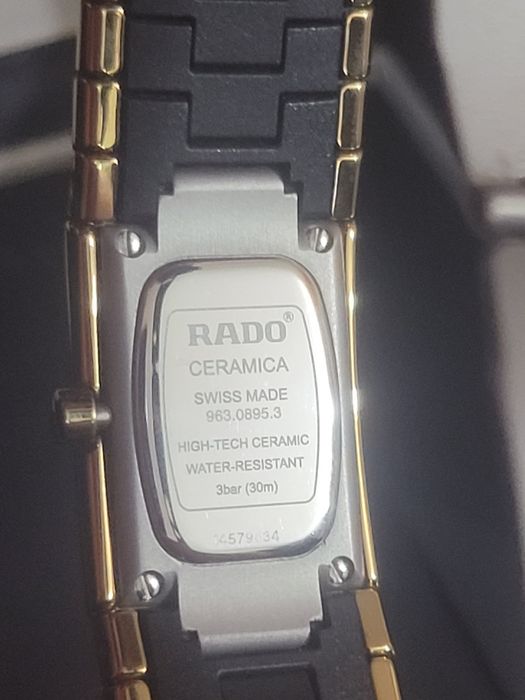 RADO®
CERAMICA
SWISS MADE
963.0895.3
HIGH-TECH CERAMIC
WATER-RESISTANT
3bar (30m)